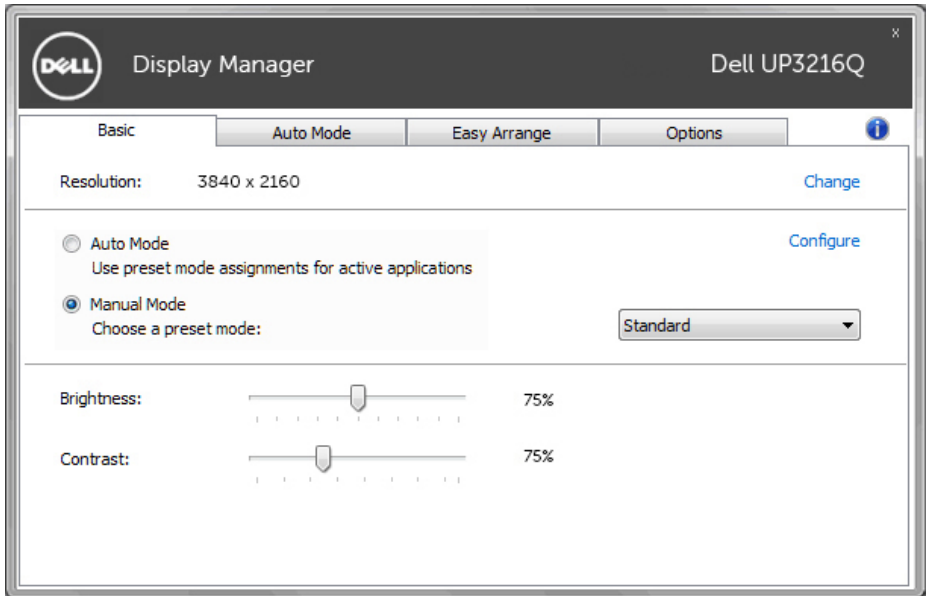 x
DELL Display Manager Dell UP3216Q
Basic Auto Mode Easy Arrange Options i
Resolution: 3840 x 2160 Change
Auto Mode Configure
Use preset mode assignments for active applications
Manual Mode
Choose a preset mode: Standard
Brightness: 75%
Contrast: 75%